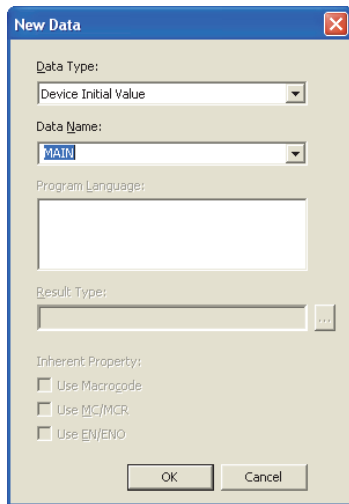 New Data
Data Type:
Device Initial Value
Data Name:
MAIN
Program Language:
Result Type:
...
Inherent Property:
Use Macrocode
Use MC/MCR
Use EN/ENO
OK Cancel